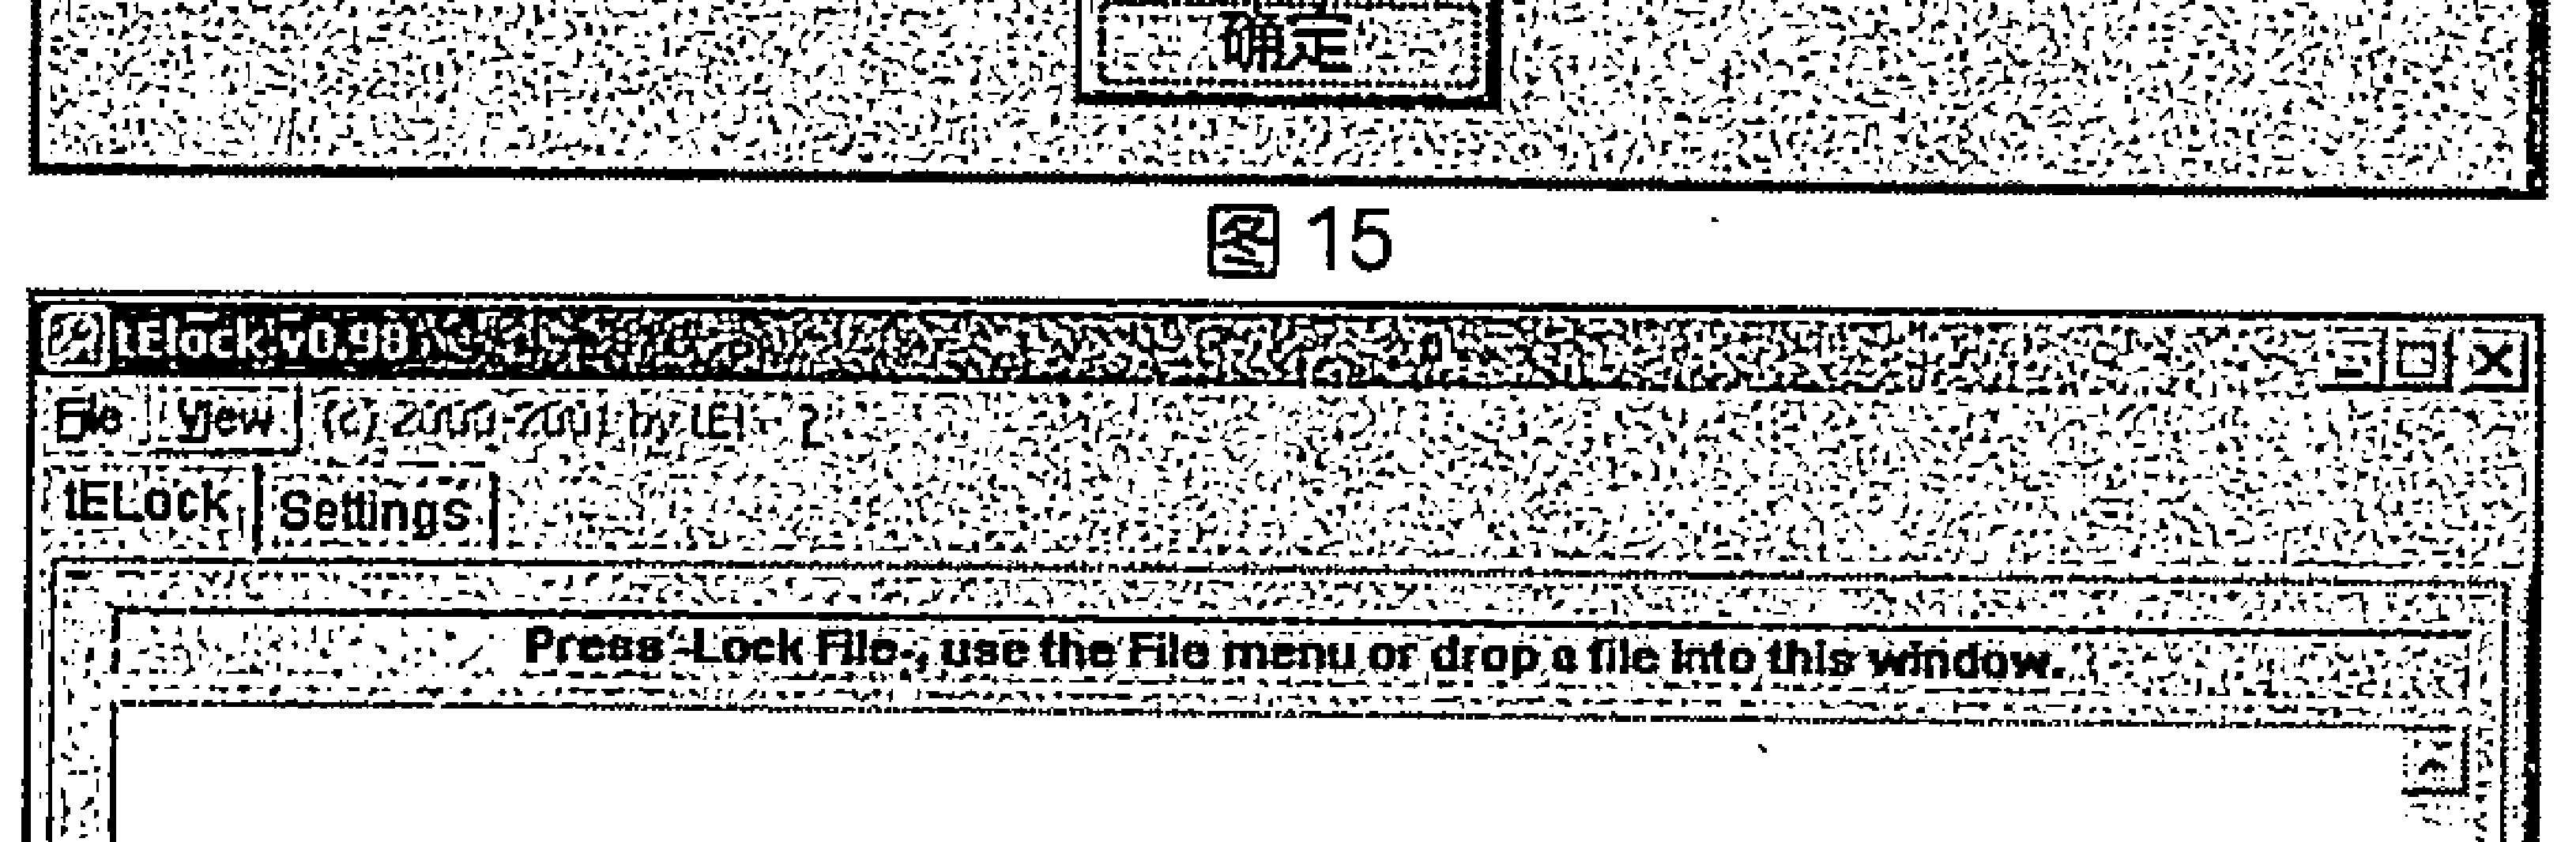 确定
图 15
tElock v0.98
File View (c) 2000-2001 by tE!
tELock Settings
Press -Lock File-, use the File menu or drop a file into this window.